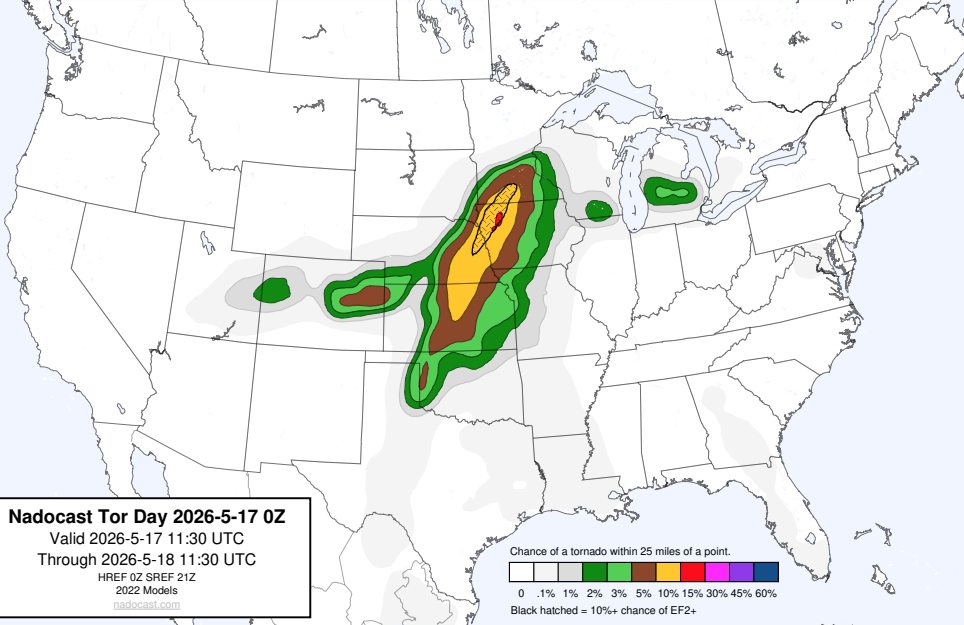 Nadocast Tor Day 2026-5-17 0Z
Valid 2026-5-17 11:30 UTC
Through 2026-5-18 11:30 UTC
HREF 0Z SREF 21Z
2022 Models
nadocast.com
Chance of a tornado within 25 miles of a point.
0 .1% 1% 2% 3% 5% 10% 15% 30% 45% 60%
Black hatched = 10%+ chance of EF2+